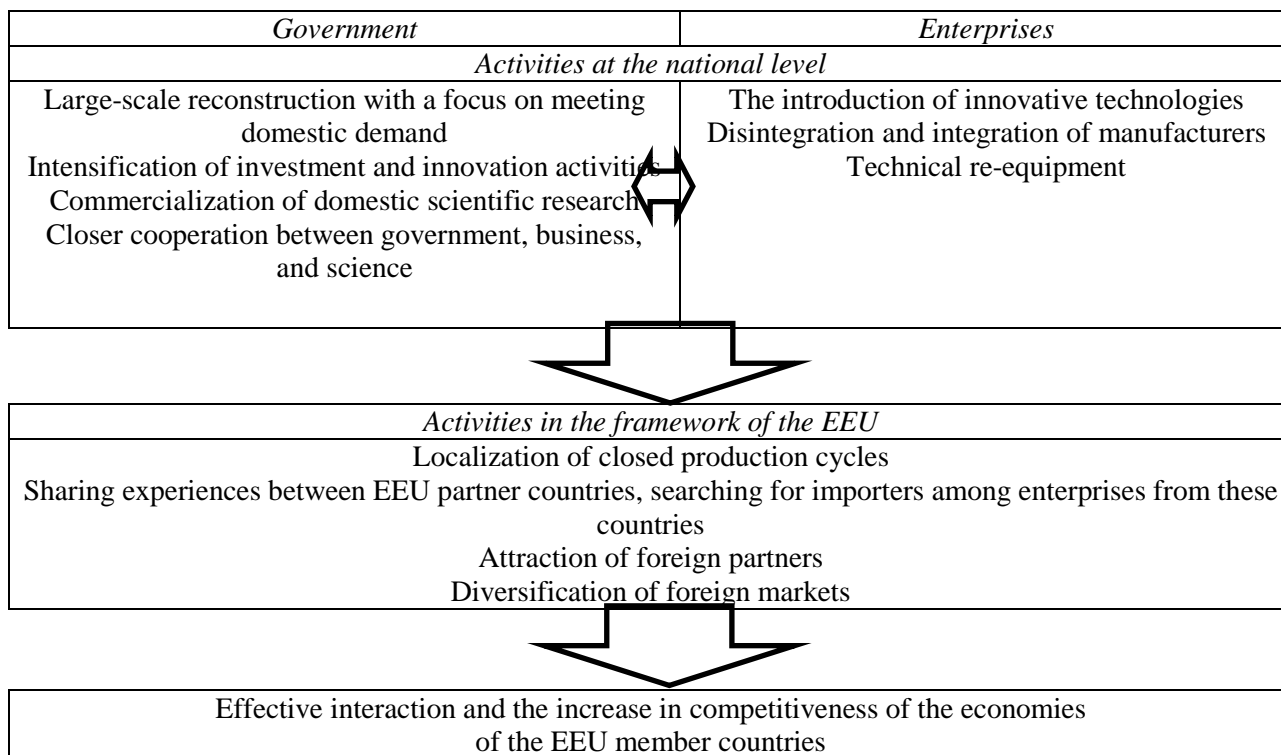 Government
Enterprises
Activities at the national level
Large-scale reconstruction with a focus on meeting
domestic demand
Intensification of investment and innovation activities
Commercialization of domestic scientific research
Closer cooperation between government, business,
and science
The introduction of innovative technologies
Disintegration and integration of manufacturers
Technical re-equipment
Activities in the framework of the EEU
Localization of closed production cycles
Sharing experiences between EEU partner countries, searching for importers among enterprises from these
countries
Attraction of foreign partners
Diversification of foreign markets
Effective interaction and the increase in competitiveness of the economies
of the EEU member countries